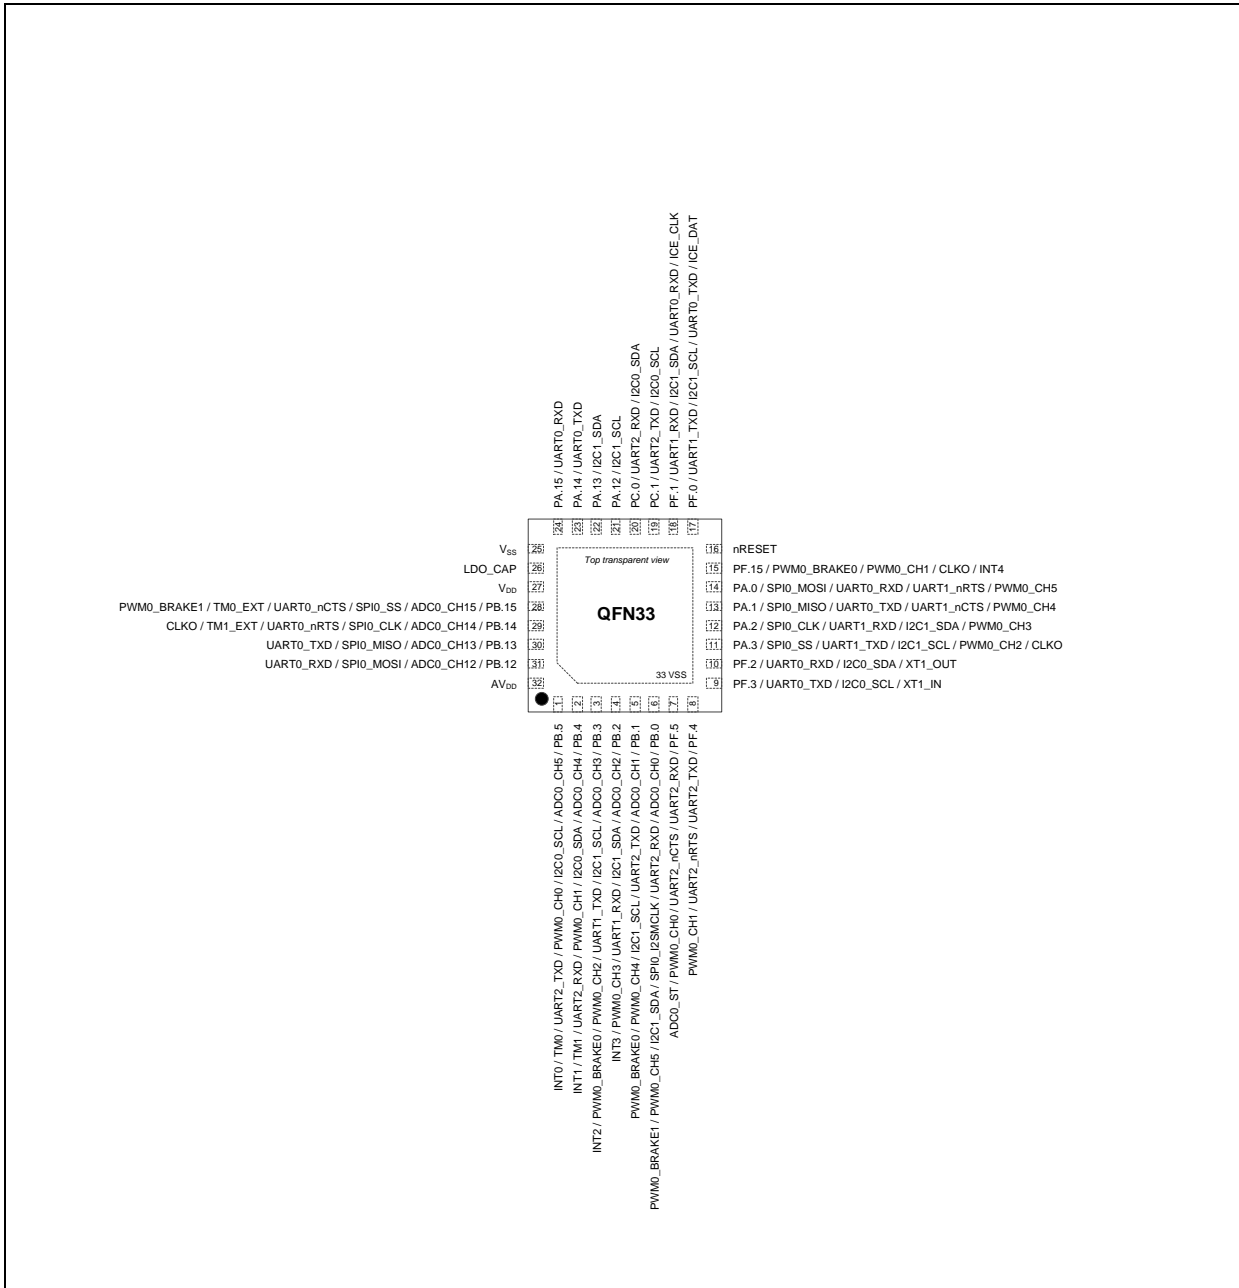 PA.15 / UART0_RXD
PA.14 / UART0_TXD
PA.13 / I2C1_SDA
PA.12 / I2C1_SCL
PC.0 / UART2_RXD / I2C0_SDA
PC.1 / UART2_TXD / I2C0_SCL
PF.1 / UART1_RXD / I2C1_SDA / UART0_RXD / ICE_CLK
PF.0 / UART1_TXD / I2C1_SCL / UART0_TXD / ICE_DAT
24 23 22 21 20 19 18 17
VSS 25
LDO_CAP 26
VDD 27
PWM0_BRAKE1 / TM0_EXT / UART0_nCTS / SPI0_SS / ADC0_CH15 / PB.15 28
CLKO / TM1_EXT / UART0_nRTS / SPI0_CLK / ADC0_CH14 / PB.14 29
UART0_TXD / SPI0_MISO / ADC0_CH13 / PB.13 30
UART0_RXD / SPI0_MOSI / ADC0_CH12 / PB.12 31
AVDD 32
Top transparent view
QFN33
33 VSS
16 nRESET
15 PF.15 / PWM0_BRAKE0 / PWM0_CH1 / CLKO / INT4
14 PA.0 / SPI0_MOSI / UART0_RXD / UART1_nRTS / PWM0_CH5
13 PA.1 / SPI0_MISO / UART0_TXD / UART1_nCTS / PWM0_CH4
12 PA.2 / SPI0_CLK / UART1_RXD / I2C1_SDA / PWM0_CH3
11 PA.3 / SPI0_SS / UART1_TXD / I2C1_SCL / PWM0_CH2 / CLKO
10 PF.2 / UART0_RXD / I2C0_SDA / XT1_OUT
9 PF.3 / UART0_TXD / I2C0_SCL / XT1_IN
1 2 3 4 5 6 7 8
INT0 / TM0 / UART2_TXD / PWM0_CH0 / I2C0_SCL / ADC0_CH5 / PB.5
INT1 / TM1 / UART2_RXD / PWM0_CH1 / I2C0_SDA / ADC0_CH4 / PB.4
INT2 / PWM0_BRAKE0 / PWM0_CH2 / UART1_TXD / I2C1_SCL / ADC0_CH3 / PB.3
INT3 / PWM0_CH3 / UART1_RXD / I2C1_SDA / ADC0_CH2 / PB.2
PWM0_BRAKE0 / PWM0_CH4 / I2C1_SCL / UART2_TXD / ADC0_CH1 / PB.1
PWM0_BRAKE1 / PWM0_CH5 / I2C1_SDA / SPI0_I2SMCLK / UART2_RXD / ADC0_CH0 / PB.0
ADC0_ST / PWM0_CH0 / UART2_nCTS / UART2_RXD / PF.5
PWM0_CH1 / UART2_nRTS / UART2_TXD / PF.4